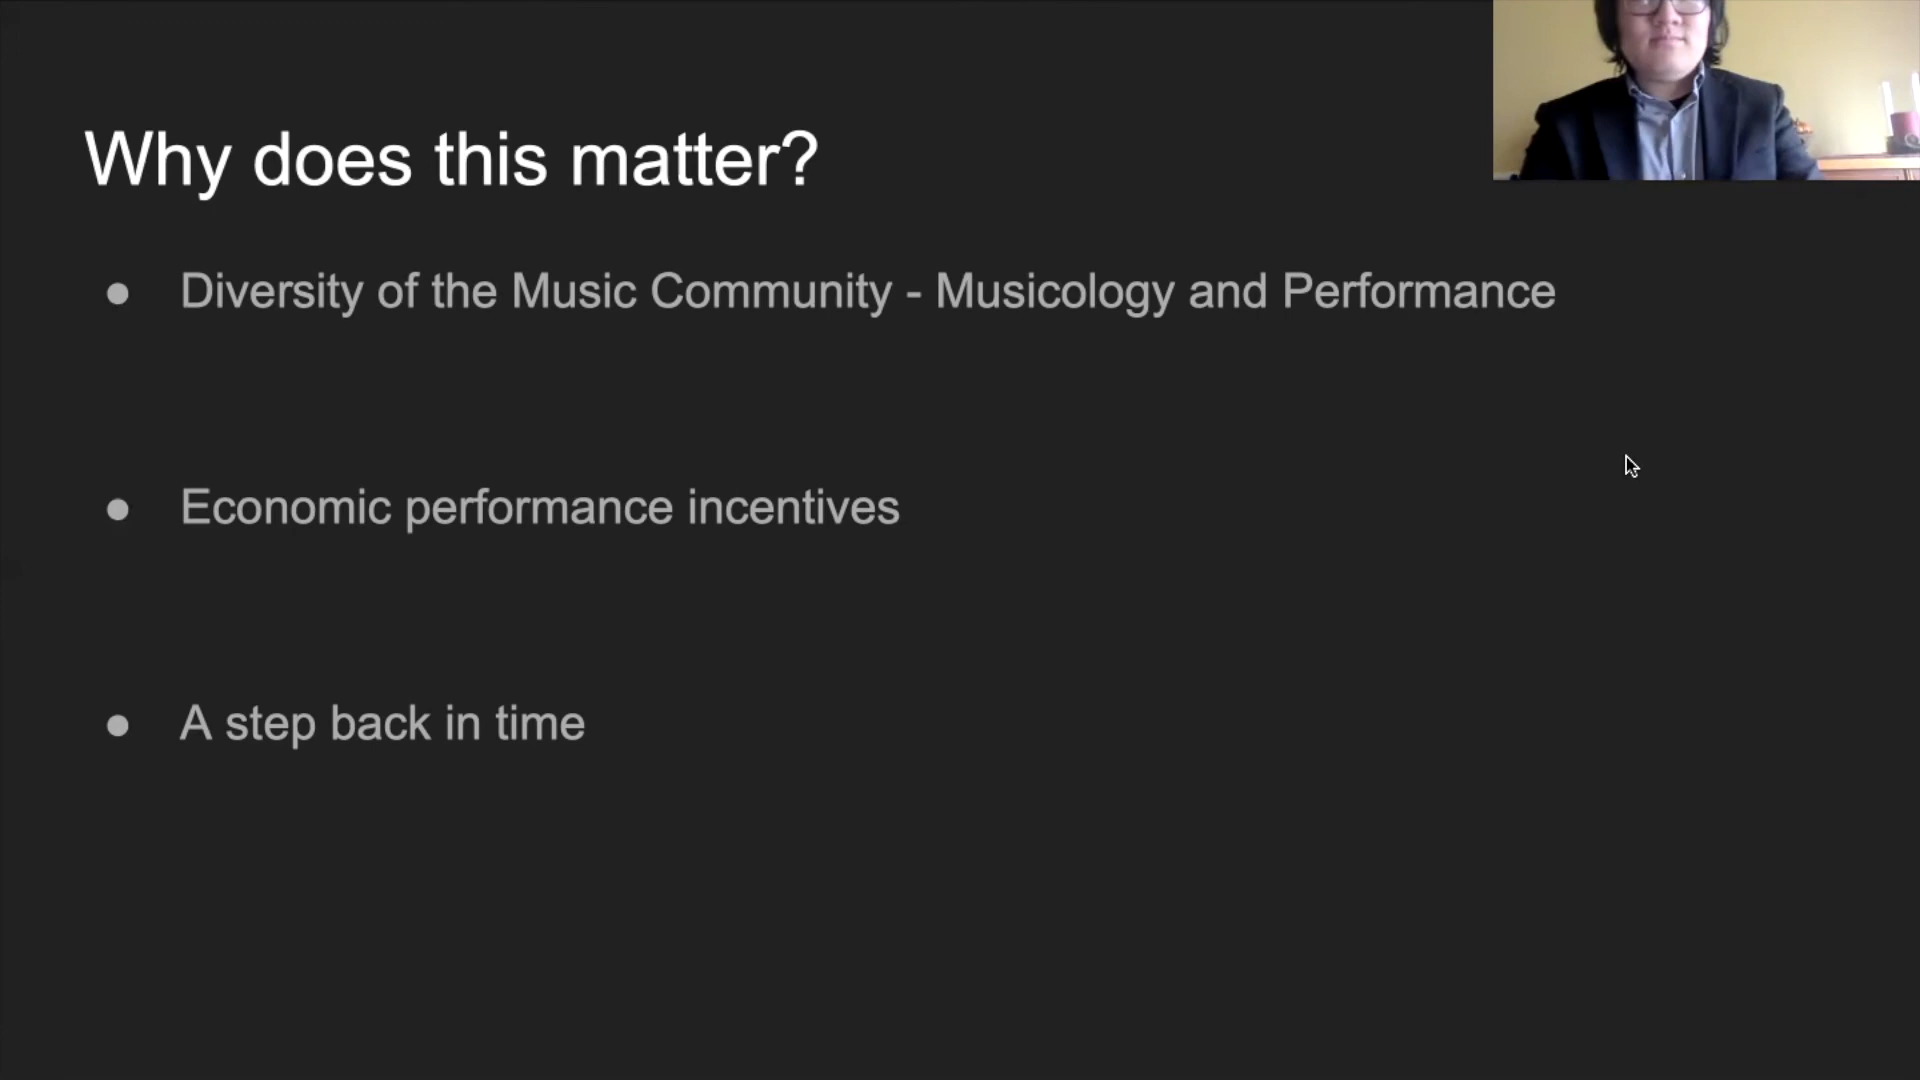 Why does this matter?
● Diversity of the Music Community - Musicology and Performance
● Economic performance incentives
● A step back in time